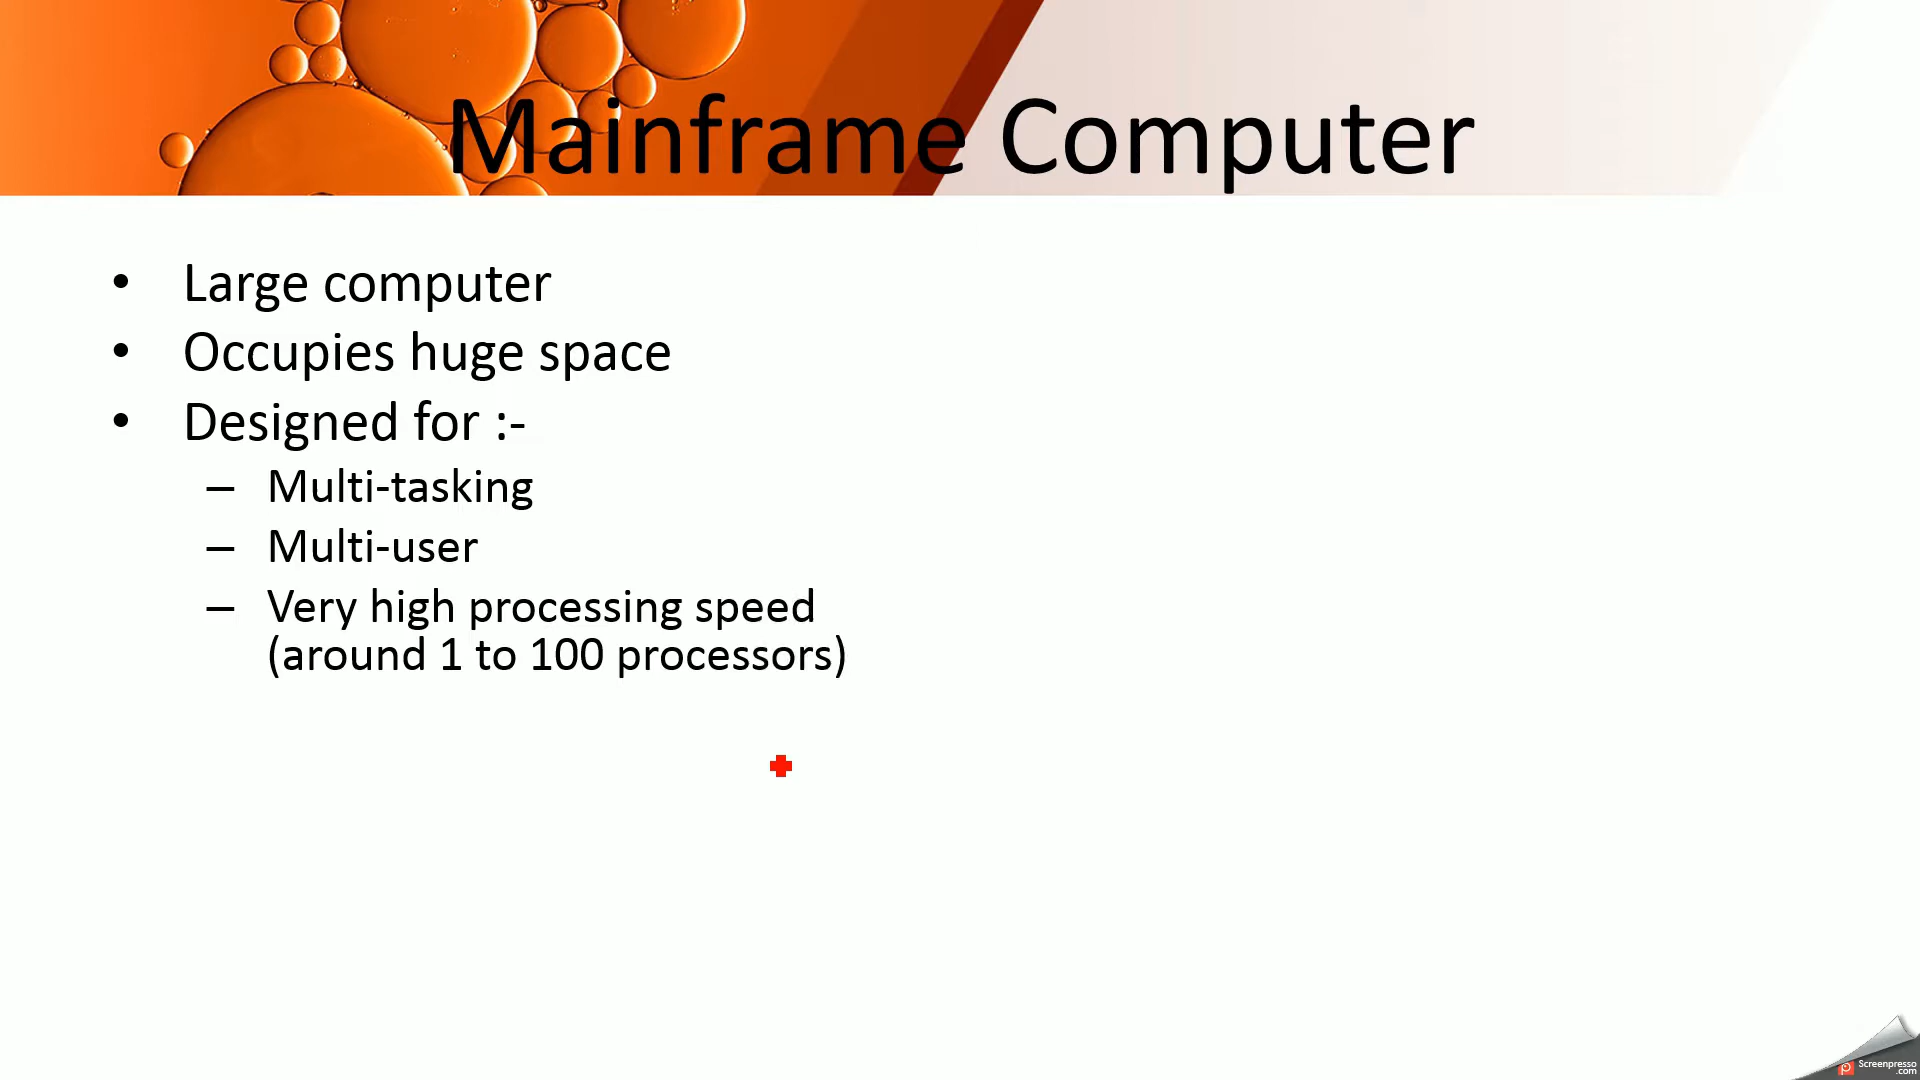 Mainframe Computer
• Large computer
• Occupies huge space
• Designed for :-
– Multi-tasking
– Multi-user
– Very high processing speed
(around 1 to 100 processors)
Screenpresso
.com